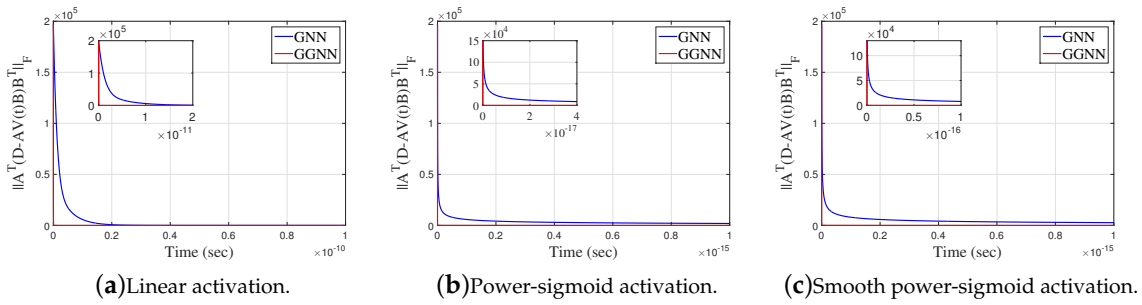 ×10^5
2
1.5
1
0.5
0
||A^T(D-AV(t)B)B^T||_F
GNN
GGNN
×10^5
2
1
0
0 1 2
×10^-11
0 0.2 0.4 0.6 0.8 1
Time (sec)
×10^-10
(a)Linear activation.
×10^5
2
1.5
1
0.5
0
||A^T(D-AV(t)B)B^T||_F
GNN
GGNN
×10^4
15
10
5
0
0 2 4
×10^-17
0 0.2 0.4 0.6 0.8 1
Time (sec)
×10^-15
(b)Power-sigmoid activation.
×10^5
2
1.5
1
0.5
0
||A^T(D-AV(t)B)B^T||_F
GNN
GGNN
×10^4
10
5
0
0 0.5 1
×10^-16
0 0.2 0.4 0.6 0.8 1
Time (sec)
×10^-15
(c)Smooth power-sigmoid activation.